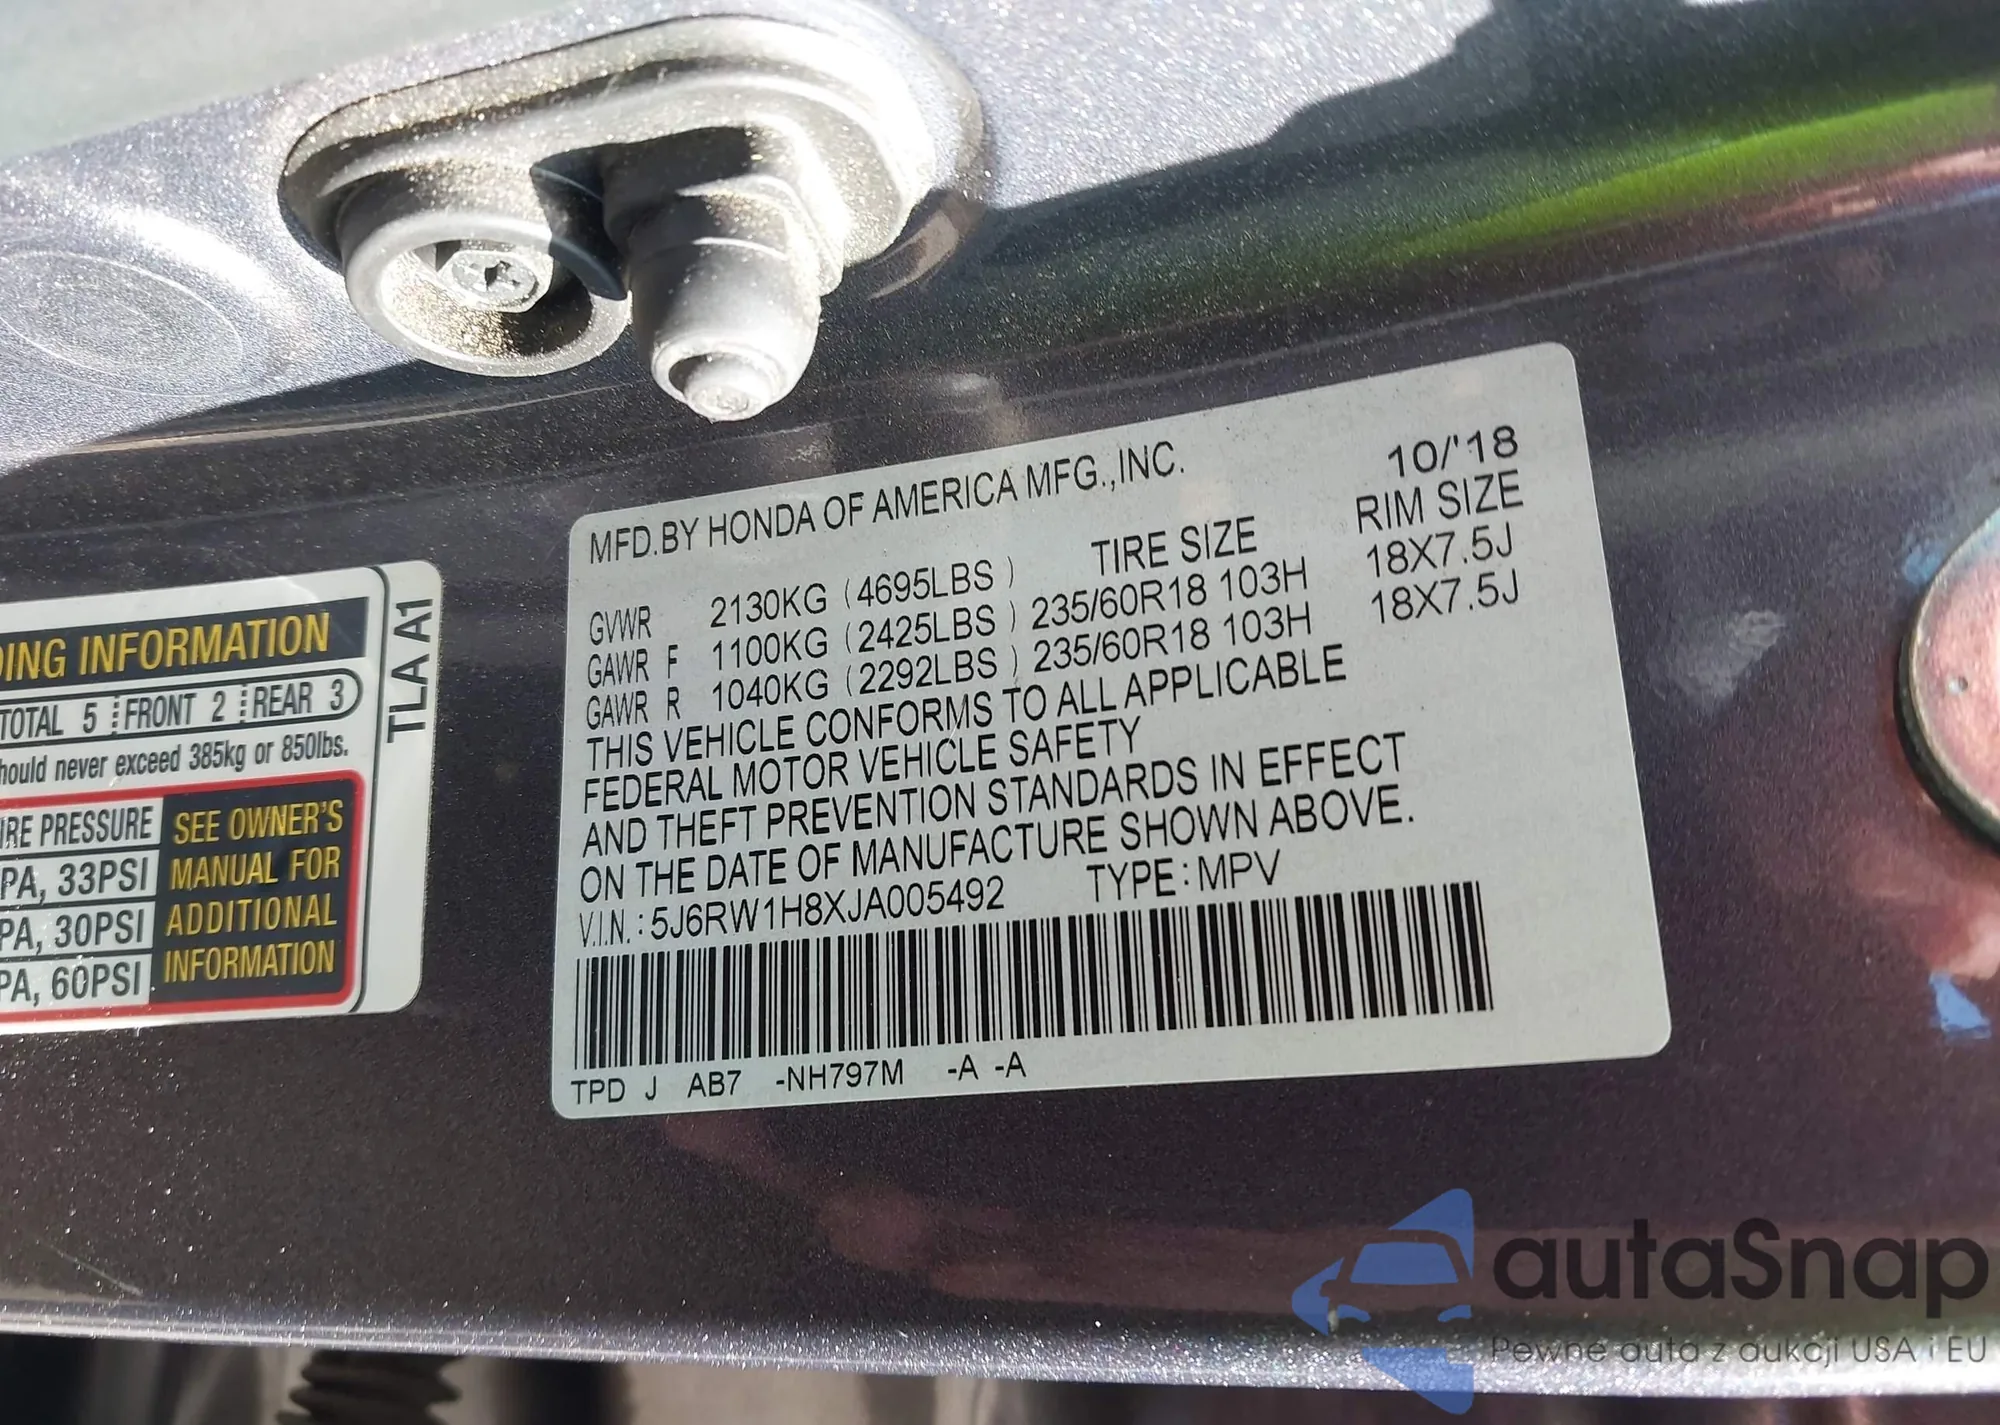 DING INFORMATION
TOTAL 5 FRONT 2 REAR 3
hould never exceed 385kg or 850lbs.
IRE PRESSURE
PA, 33PSI
PA, 30PSI
PA, 60PSI
SEE OWNER'S
MANUAL FOR
ADDITIONAL
INFORMATION
TLA A1
MFD.BY HONDA OF AMERICA MFG.,INC. 10/'18
TIRE SIZE RIM SIZE
GVWR 2130KG (4695LBS)
GAWR F 1100KG (2425LBS) 235/60R18 103H 18X7.5J
GAWR R 1040KG (2292LBS) 235/60R18 103H 18X7.5J
THIS VEHICLE CONFORMS TO ALL APPLICABLE
FEDERAL MOTOR VEHICLE SAFETY
AND THEFT PREVENTION STANDARDS IN EFFECT
ON THE DATE OF MANUFACTURE SHOWN ABOVE.
V.I.N.: 5J6RW1H8XJA005492 TYPE: MPV
TPD J AB7 -NH797M -A -A
autaSnap
Pewne auta z aukcji USA i EU